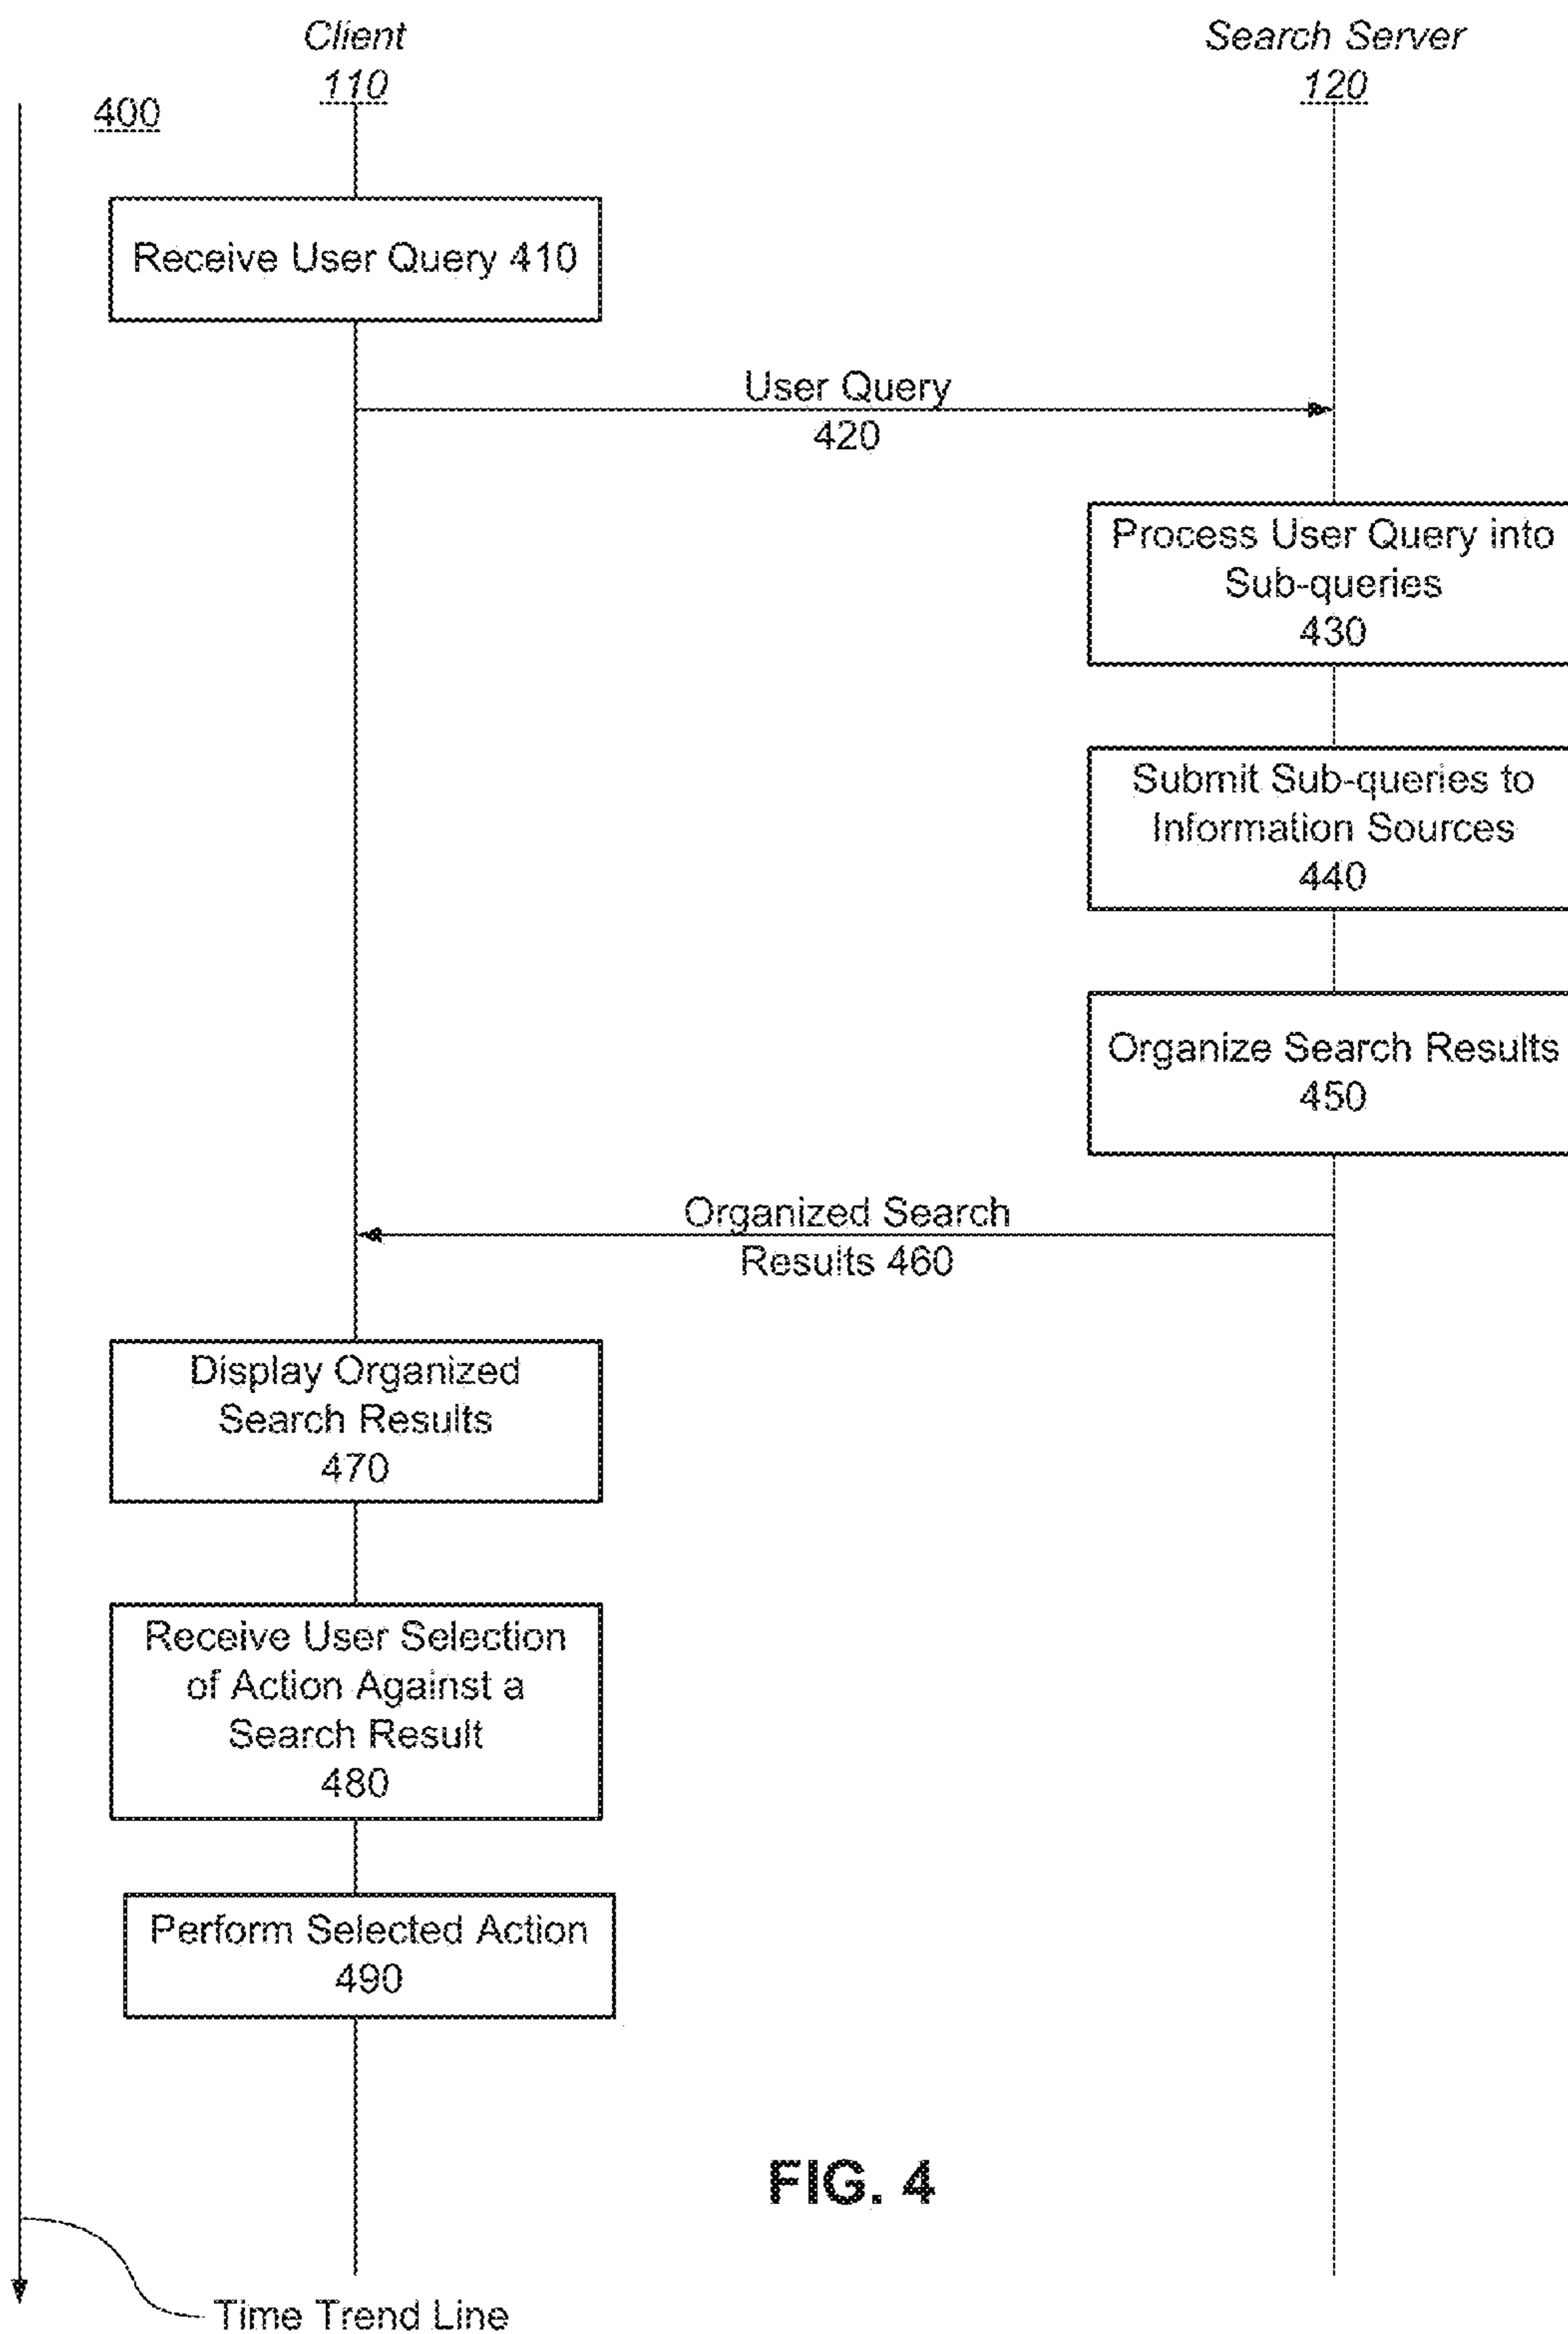 Client
110
Search Server
120
400
Receive User Query 410
User Query
420
Process User Query into
Sub-queries
430
Submit Sub-queries to
Information Sources
440
Organize Search Results
450
Organized Search
Results 460
Display Organized
Search Results
470
Receive User Selection
of Action Against a
Search Result
480
Perform Selected Action
490
FIG. 4
Time Trend Line